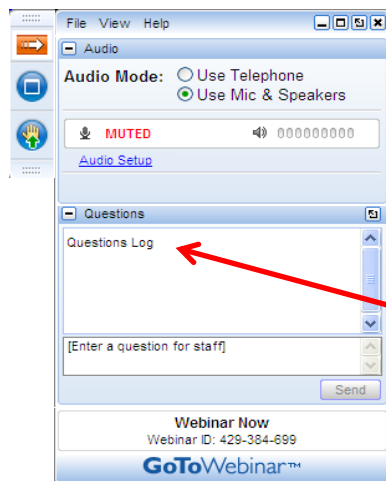 File View Help
Audio
Audio Mode: Use Telephone
Use Mic & Speakers
MUTED 000000000
Audio Setup
Questions
Questions Log
[Enter a question for staff]
Send
Webinar Now
Webinar ID: 429-384-699
GoToWebinar™